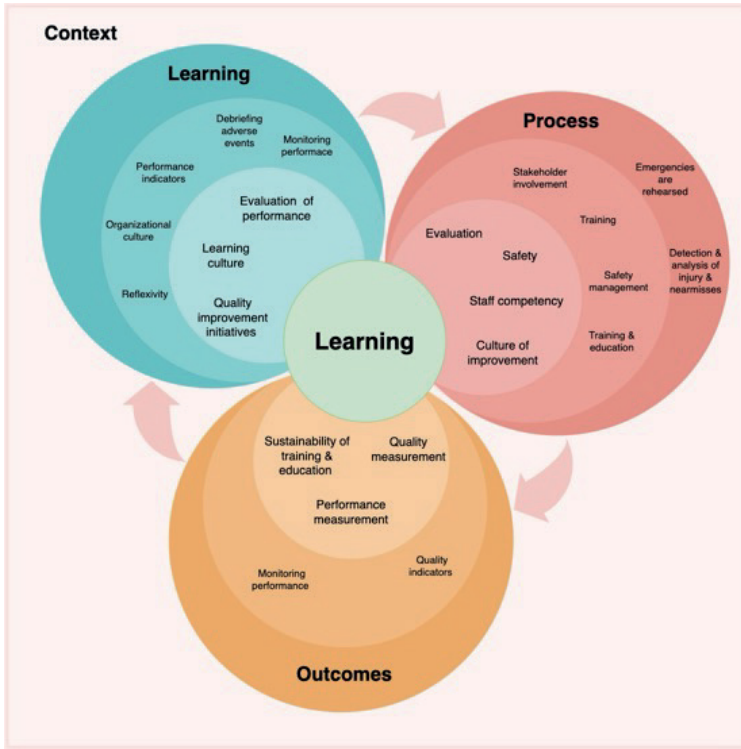 Context
Learning
Debriefing
adverse
events
Monitoring
performace
Performance
indicators
Evaluation of
performance
Organizational
culture
Learning
culture
Reflexivity
Quality
improvement
initiatives
Process
Stakeholder
involvement
Emergencies
are
rehearsed
Training
Evaluation
Safety
Detection &
analysis of
injury &
nearmisses
Safety
management
Staff competency
Training &
education
Culture of
improvement
Learning
Sustainability of
training &
education
Quality
measurement
Performance
measurement
Monitoring
performance
Quality
indicators
Outcomes